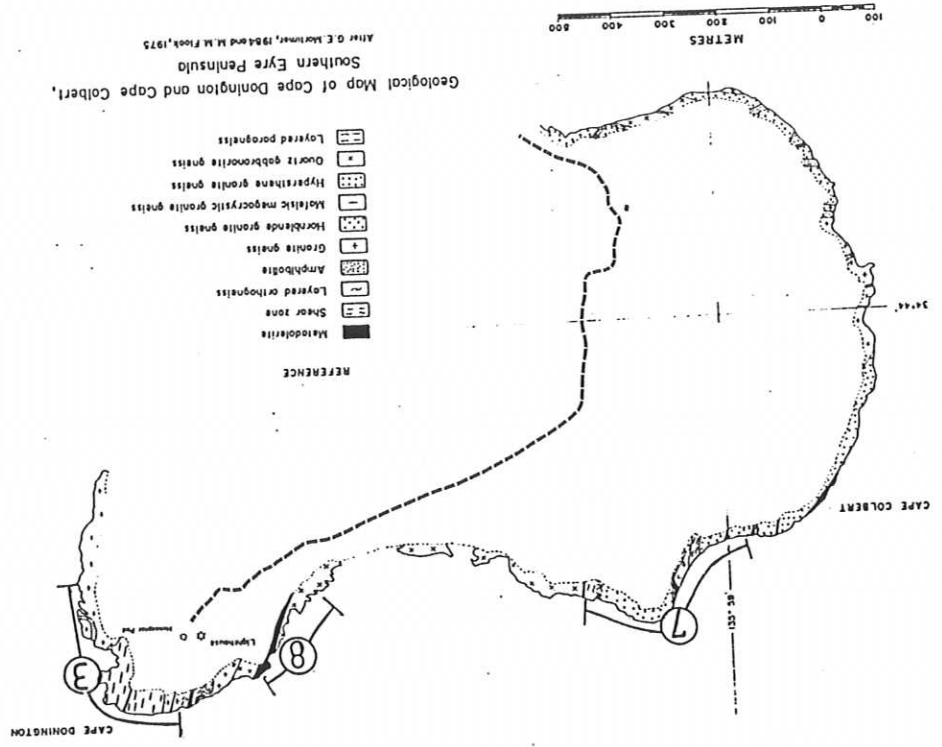 CAPE DONINGTON
3
8
Lighthouse
Pad
7
135° 59'
CAPE COLBERT
34°44'
REFERENCE
Metadolerite
Shear zone
Layered orthogneiss
Amphibolite
Granite gneiss
Hornblende granite gneiss
Mafelsic megacrystic granite gneiss
Hypersthene granite gneiss
Quartz gabbronorite gneiss
Layered paragneiss
Geological Map of Cape Donington and Cape Colbert,
Southern Eyre Peninsula
After G.E. Mortimer, 1984 and M.M. Flook, 1975
METRES
100 0 200 400 500